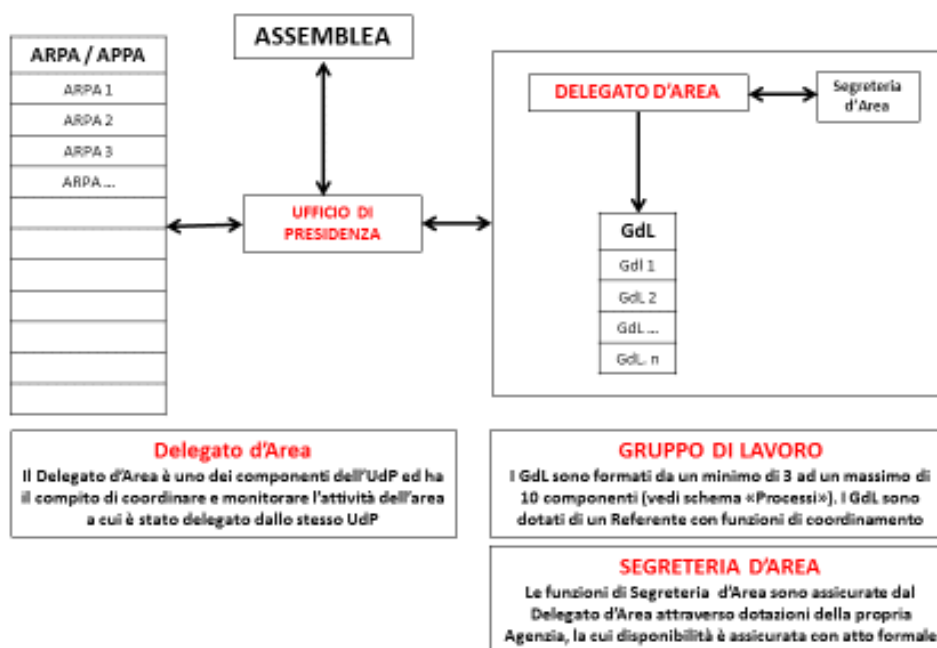 ASSEMBLEA
ARPA / APPA
ARPA 1
ARPA 2
ARPA 3
ARPA ...
UFFICIO DI
PRESIDENZA
DELEGATO D'AREA
Segreteria
d'Area
GdL
Gdl 1
GdL 2
GdL ...
GdL. n
Delegato d'Area
Il Delegato d'Area è uno dei componenti dell'UdP ed ha
il compito di coordinare e monitorare l'attività dell'area
a cui è stato delegato dallo stesso UdP
GRUPPO DI LAVORO
I GdL sono formati da un minimo di 3 ad un massimo di
10 componenti (vedi schema «Processi»). I GdL sono
dotati di un Referente con funzioni di coordinamento
SEGRETERIA D'AREA
Le funzioni di Segreteria d'Area sono assicurate dal
Delegato d'Area attraverso dotazioni della propria
Agenzia, la cui disponibilità è assicurata con atto formale